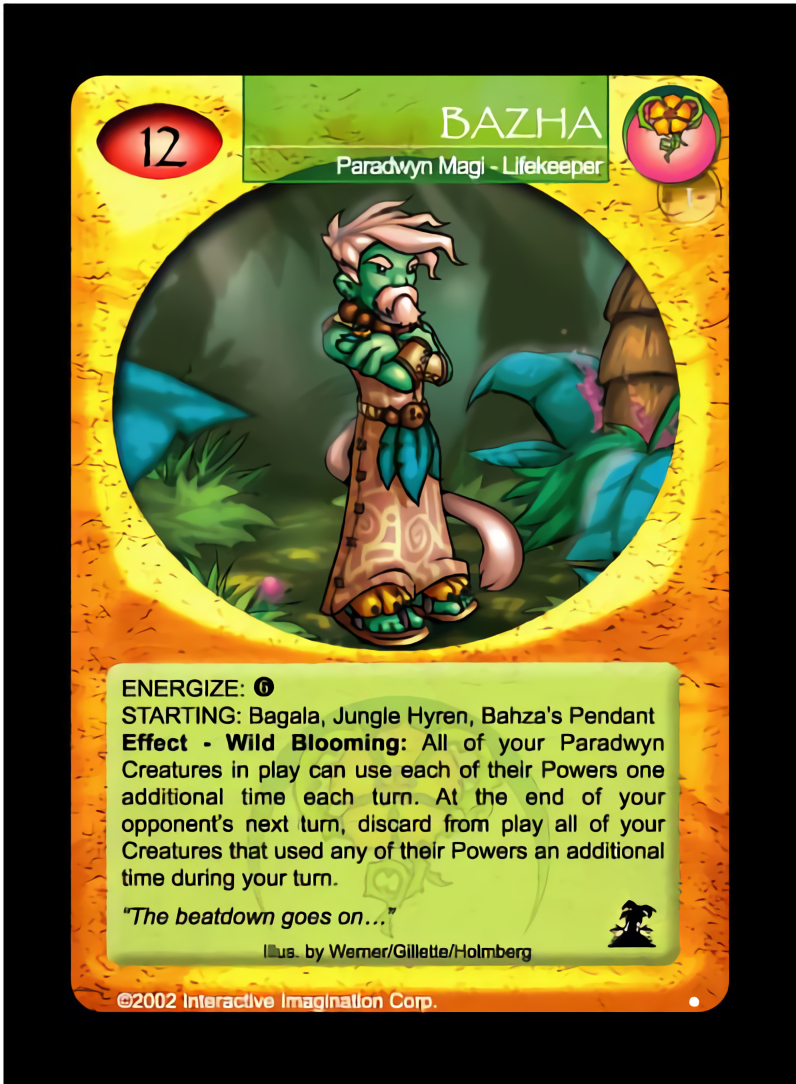 12
BAZHA
Paradwyn Magi - Lifekeeper
ENERGIZE: ❻
STARTING: Bagala, Jungle Hyren, Bahza's Pendant
Effect - Wild Blooming: All of your Paradwyn
Creatures in play can use each of their Powers one
additional time each turn. At the end of your
opponent's next turn, discard from play all of your
Creatures that used any of their Powers an additional
time during your turn.
“The beatdown goes on...”
Illus. by Werner/Gillette/Holmberg
©2002 Interactive Imagination Corp.